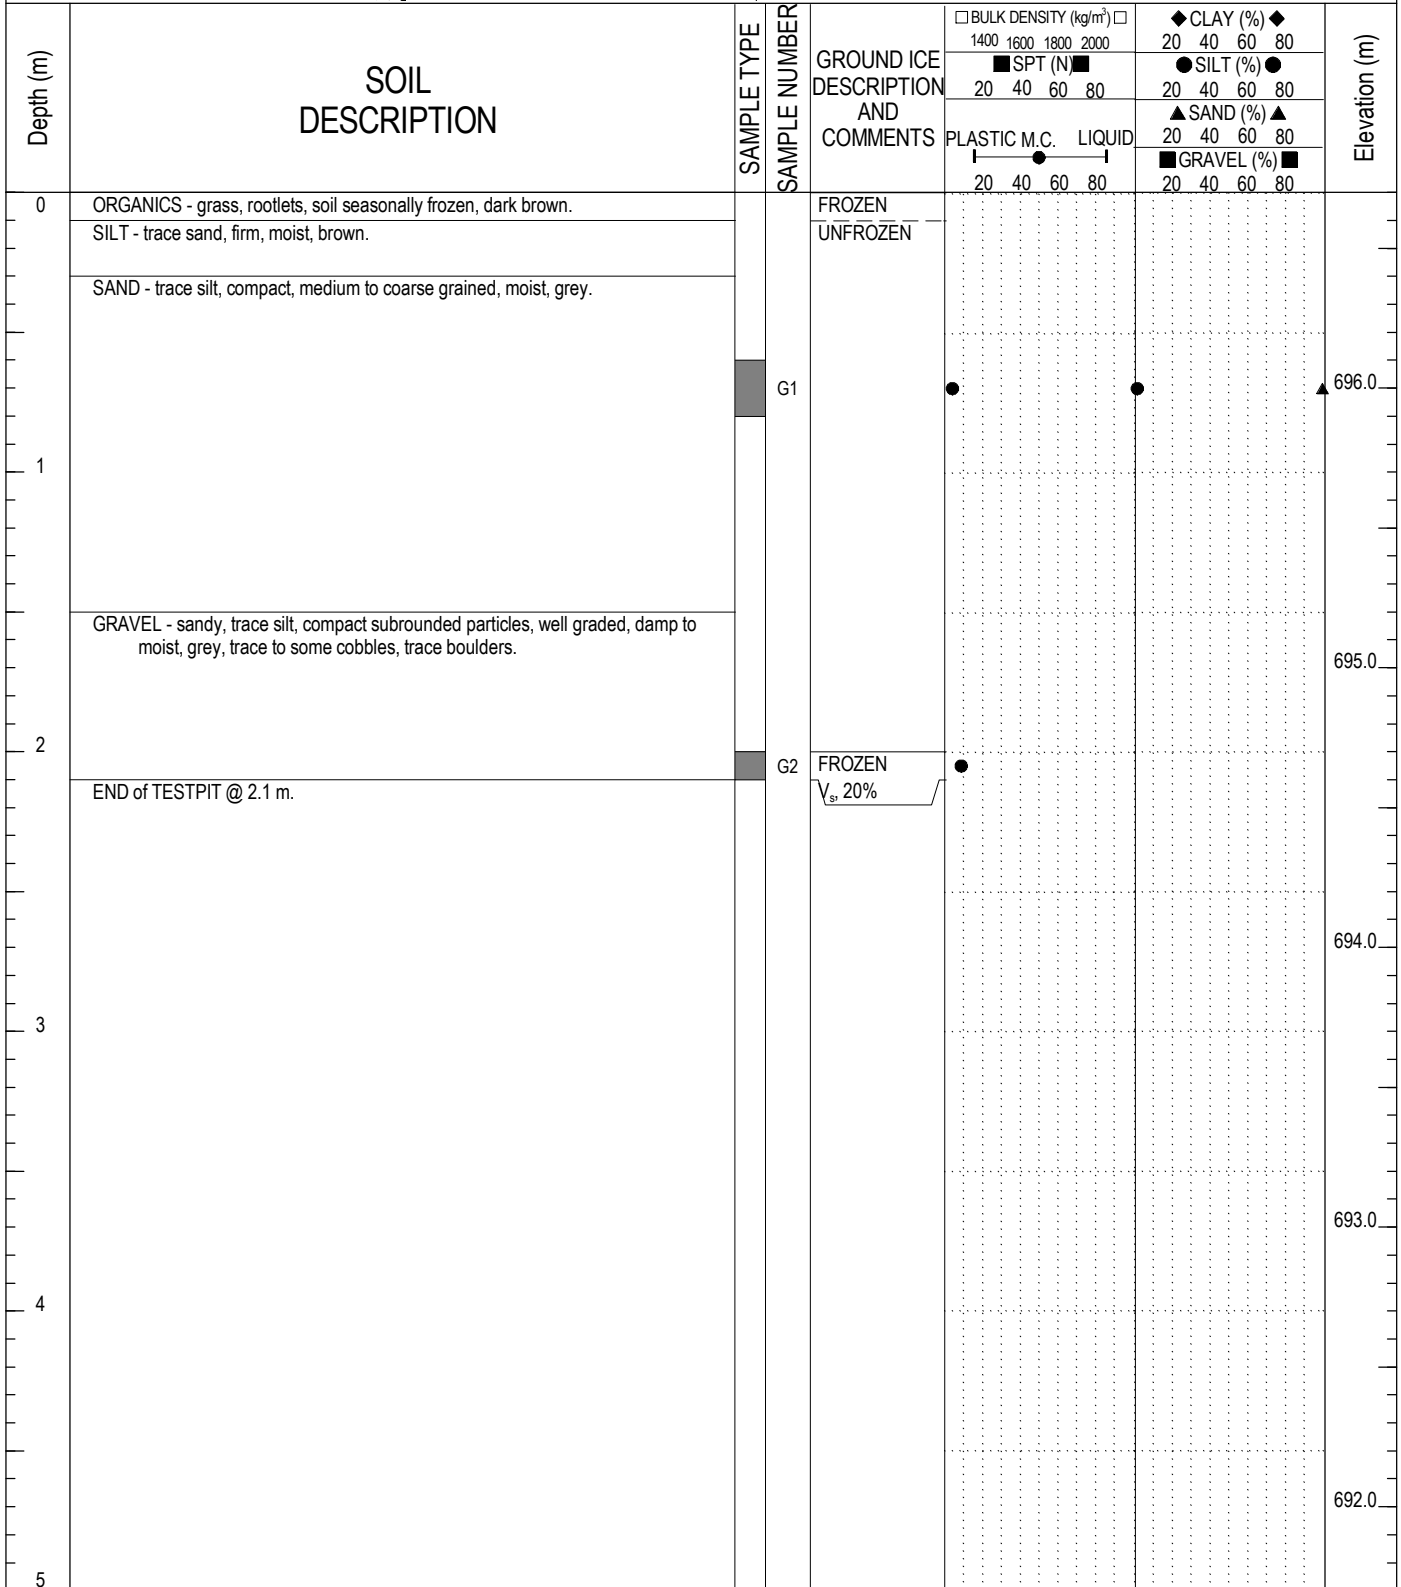 Depth (m)
SOIL
DESCRIPTION
SAMPLE TYPE
SAMPLE NUMBER
GROUND ICE
DESCRIPTION
AND
COMMENTS
□ BULK DENSITY (kg/m³) □
1400 1600 1800 2000
■ SPT (N) ■
20 40 60 80
PLASTIC M.C. LIQUID
20 40 60 80
◆ CLAY (%) ◆
20 40 60 80
● SILT (%) ●
20 40 60 80
▲ SAND (%) ▲
20 40 60 80
■ GRAVEL (%) ■
20 40 60 80
Elevation (m)
0
ORGANICS - grass, rootlets, soil seasonally frozen, dark brown.
FROZEN
SILT - trace sand, firm, moist, brown.
UNFROZEN
SAND - trace silt, compact, medium to coarse grained, moist, grey.
G1
696.0
1
GRAVEL - sandy, trace silt, compact subrounded particles, well graded, damp to
moist, grey, trace to some cobbles, trace boulders.
695.0
2
G2
FROZEN
END of TESTPIT @ 2.1 m.
Vs, 20%
694.0
3
693.0
4
692.0
5